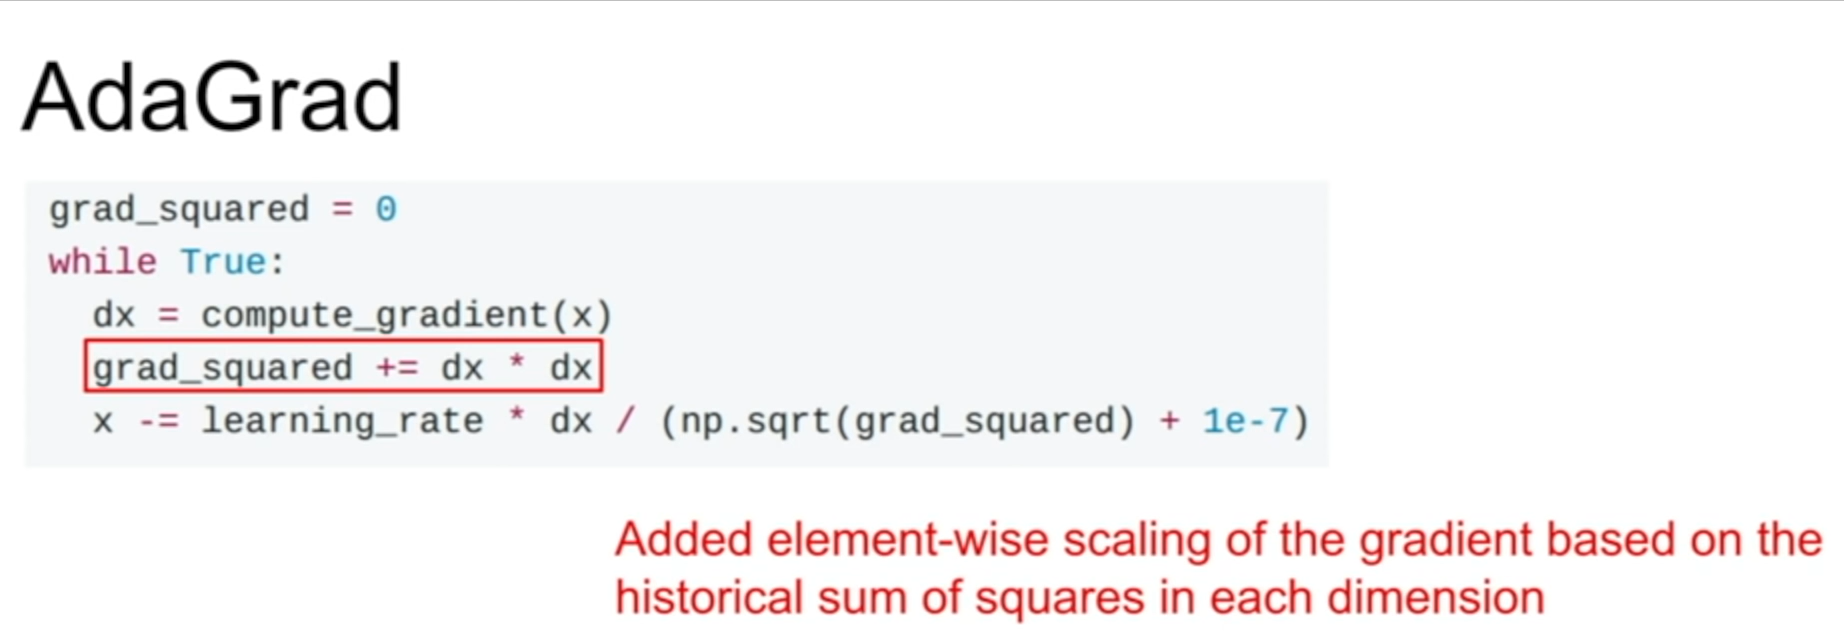 AdaGrad
grad_squared = 0
while True:
dx = compute_gradient(x)
grad_squared += dx * dx
x -= learning_rate * dx / (np.sqrt(grad_squared) + 1e-7)
Added element-wise scaling of the gradient based on the
historical sum of squares in each dimension